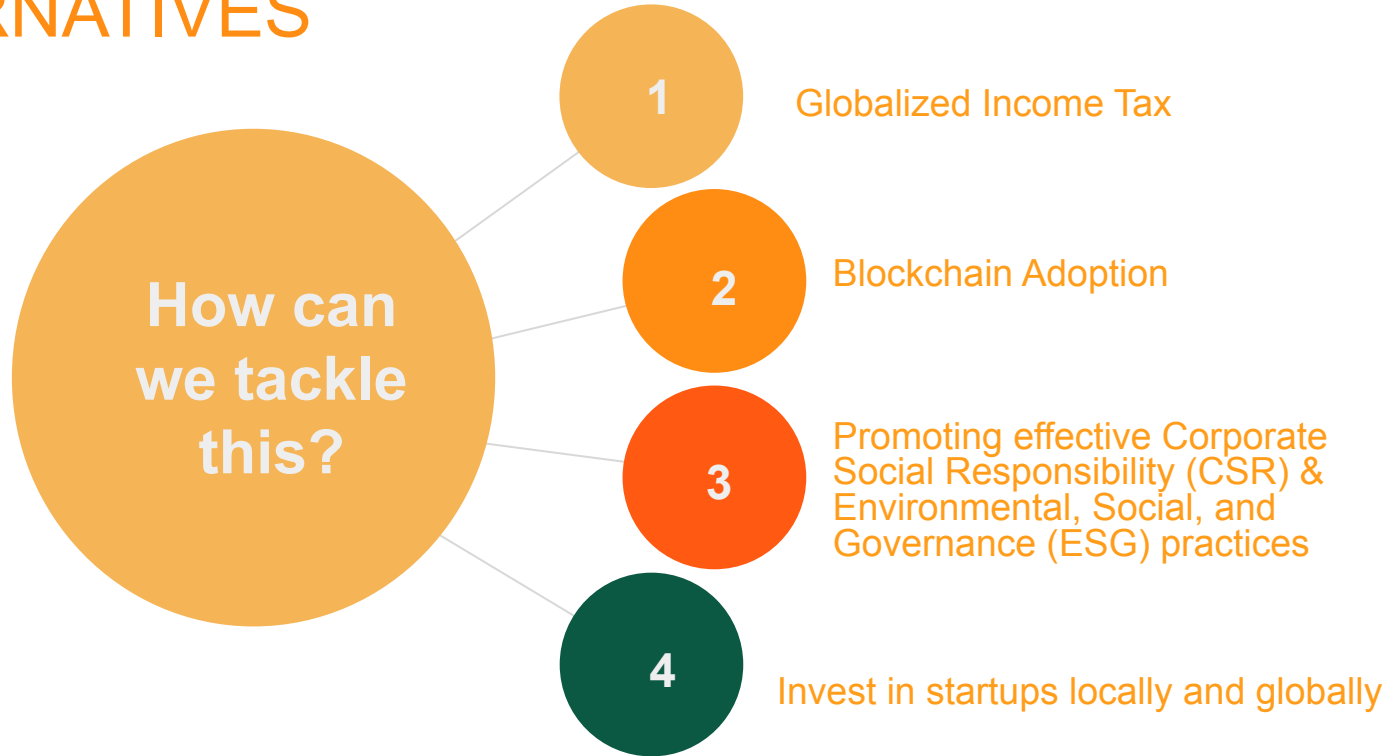 RNATIVES
How can
we tackle
this?
1
Globalized Income Tax
2
Blockchain Adoption
3
Promoting effective Corporate
Social Responsibility (CSR) &
Environmental, Social, and
Governance (ESG) practices
4
Invest in startups locally and globally